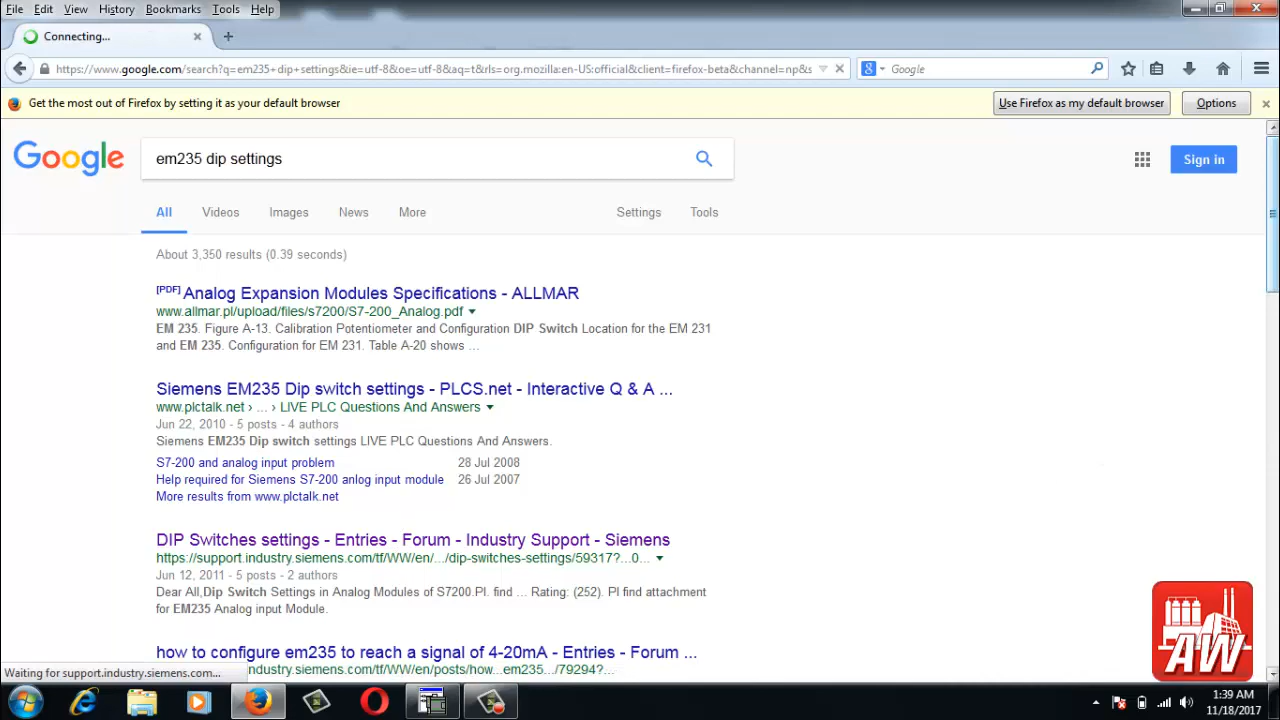 File Edit View History Bookmarks Tools Help
Connecting...
https://www.google.com/search?q=em235+dip+settings&ie=utf-8&oe=utf-8&aq=t&rls=org.mozilla:en-US:official&client=firefox-beta&channel=np&s
Google
Get the most out of Firefox by setting it as your default browser
Use Firefox as my default browser
Options
Google
em235 dip settings
Sign in
All Videos Images News More Settings Tools
About 3,350 results (0.39 seconds)
[PDF] Analog Expansion Modules Specifications - ALLMAR
www.allmar.pl/upload/files/s7200/S7-200_Analog.pdf
EM 235. Figure A-13. Calibration Potentiometer and Configuration DIP Switch Location for the EM 231
and EM 235. Configuration for EM 231. Table A-20 shows ...
Siemens EM235 Dip switch settings - PLCS.net - Interactive Q & A ...
www.plctalk.net › ... › LIVE PLC Questions And Answers
Jun 22, 2010 - 5 posts - 4 authors
Siemens EM235 Dip switch settings LIVE PLC Questions And Answers.
S7-200 and analog input problem 28 Jul 2008
Help required for Siemens S7-200 anlog input module 26 Jul 2007
More results from www.plctalk.net
DIP Switches settings - Entries - Forum - Industry Support - Siemens
https://support.industry.siemens.com/tf/WW/en/.../dip-switches-settings/59317?...0...
Jun 12, 2011 - 5 posts - 2 authors
Dear All,Dip Switch Settings in Analog Modules of S7200.Pl. find ... Rating: (252). Pl find attachment
for EM235 Analog input Module.
how to configure em235 to reach a signal of 4-20mA - Entries - Forum ...
industry.siemens.com/tf/WW/en/posts/how...em235.../79294?...
Waiting for support.industry.siemens.com...
AW
1:39 AM
11/18/2017